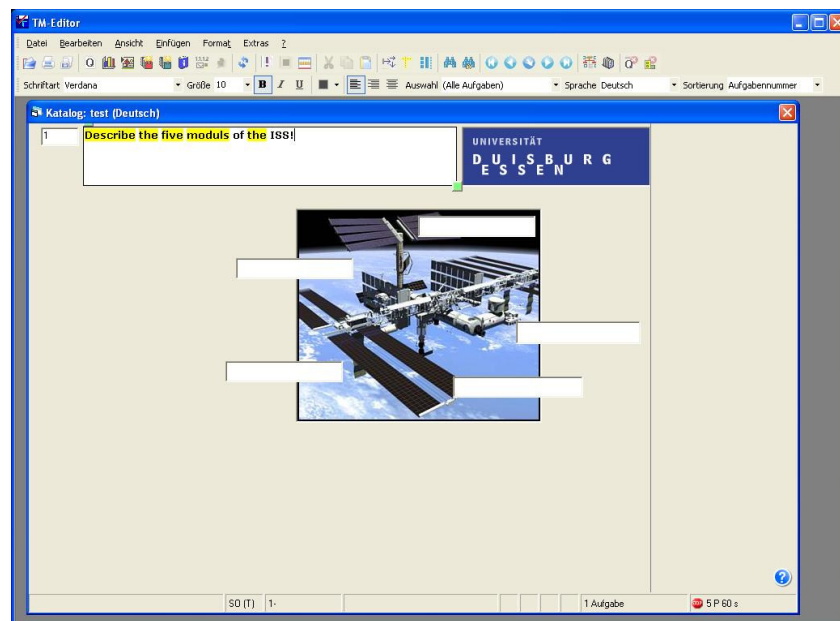 TM-Editor
Datei Bearbeiten Ansicht Einfügen Format Extras ?
Schriftart Verdana Größe 10 B I U Auswahl (Alle Aufgaben) Sprache Deutsch Sortierung Aufgabennummer
Katalog: test (Deutsch)
1 Describe the five moduls of the ISS!
UNIVERSITÄT
DUISBURG
ESSEN
SO (T) 1- 1 Aufgabe 5 P 60 s